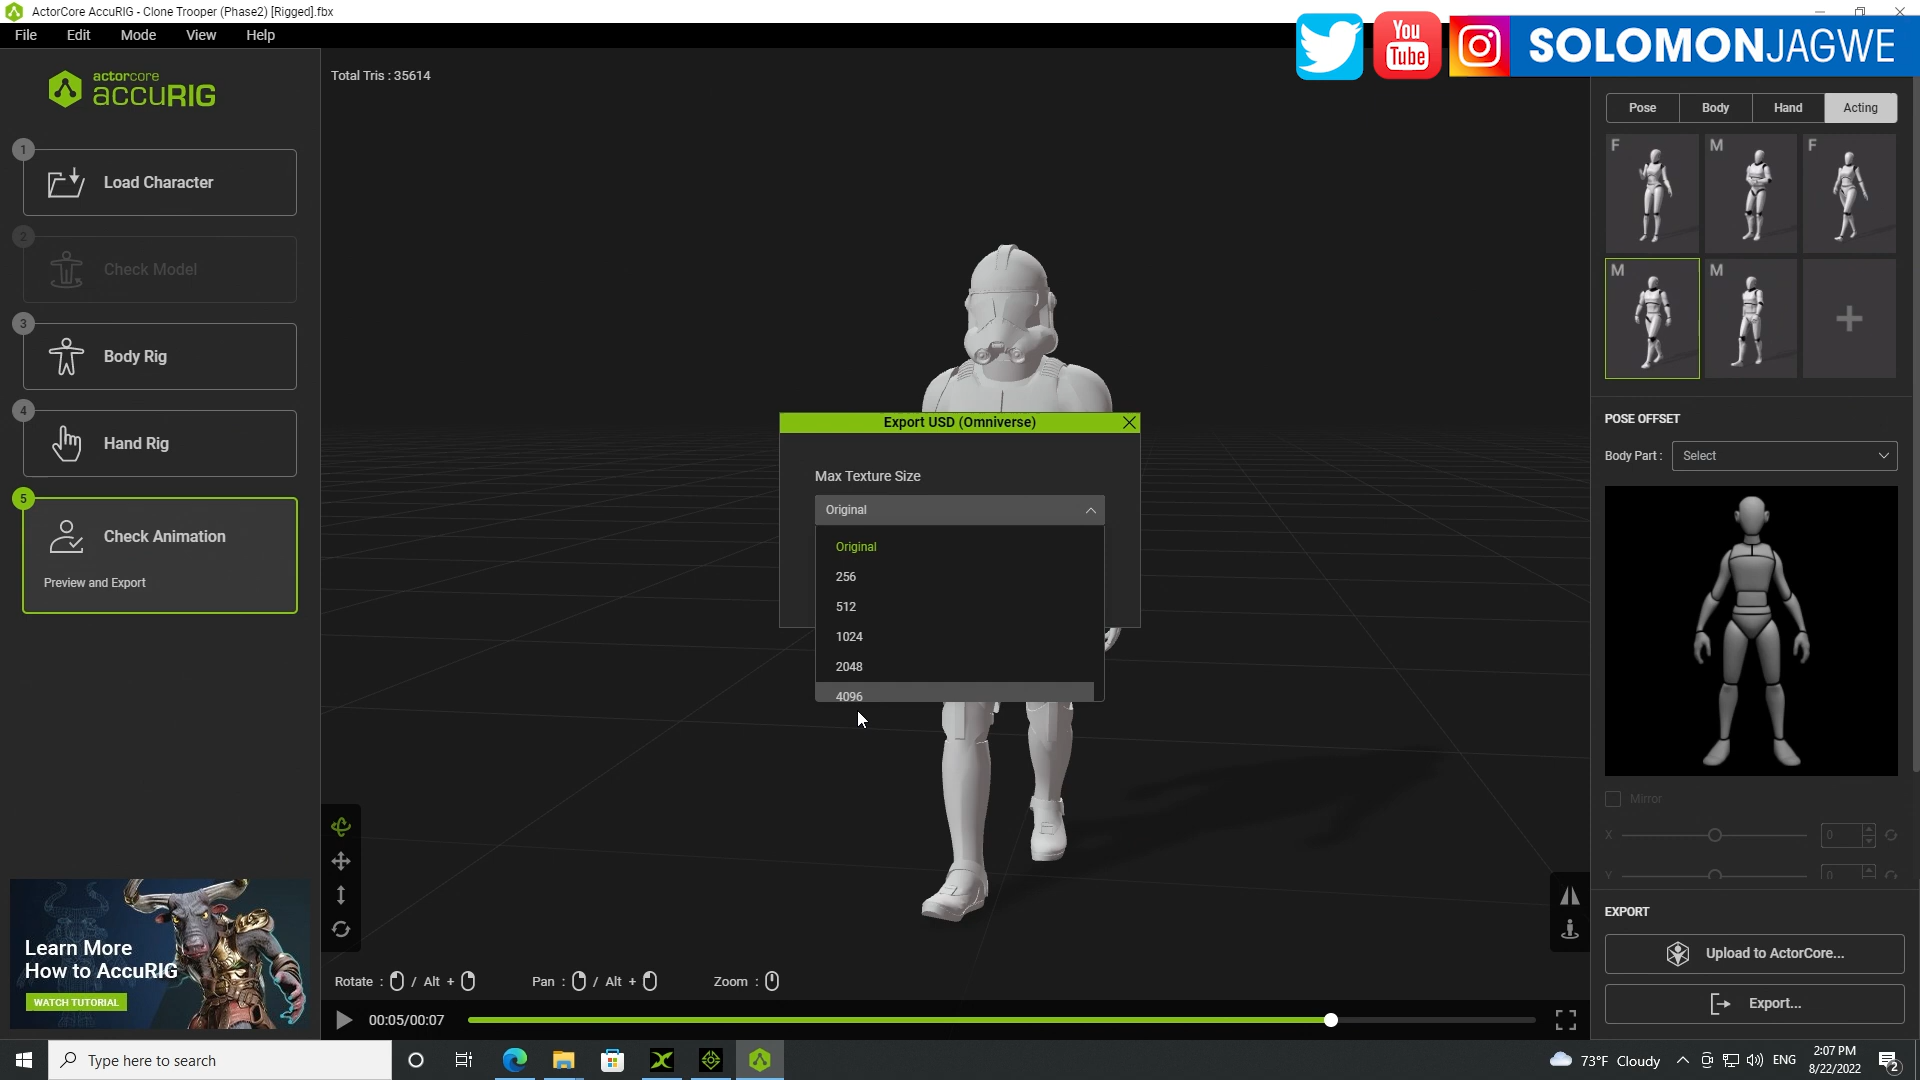 ActorCore AccuRIG - Clone Trooper (Phase2) [Rigged].fbx
File Edit Mode View Help
You
Tube
SOLOMONJAGWE
actorcore
accuRIG
Total Tris : 35614
1
Load Character
2
Check Model
3
Body Rig
4
Hand Rig
5
Check Animation
Preview and Export
Learn More
How to AccuRIG
WATCH TUTORIAL
Export USD (Omniverse)
Max Texture Size
Original
Original
256
512
1024
2048
4096
Rotate : / Alt + Pan : / Alt + Zoom :
00:05/00:07
Pose Body Hand Acting
F M F
M M
POSE OFFSET
Body Part : Select
Mirror
X 0
Y 0
EXPORT
Upload to ActorCore...
Export...
Type here to search
73°F Cloudy
ENG
2:07 PM
8/22/2022
2